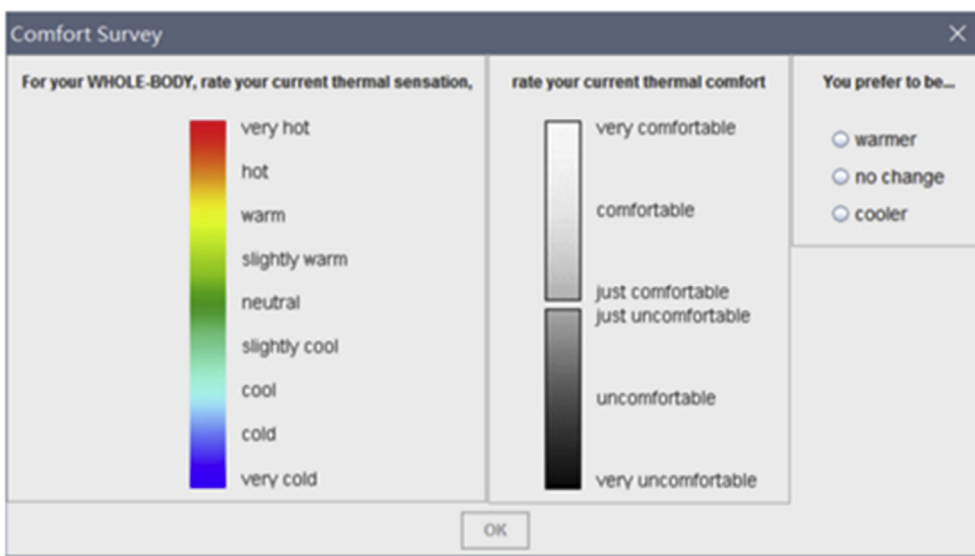 Comfort Survey
For your WHOLE-BODY, rate your current thermal sensation,
very hot
hot
warm
slightly warm
neutral
slightly cool
cool
cold
very cold
rate your current thermal comfort
very comfortable
comfortable
just comfortable
just uncomfortable
uncomfortable
very uncomfortable
You prefer to be...
warmer
no change
cooler
OK